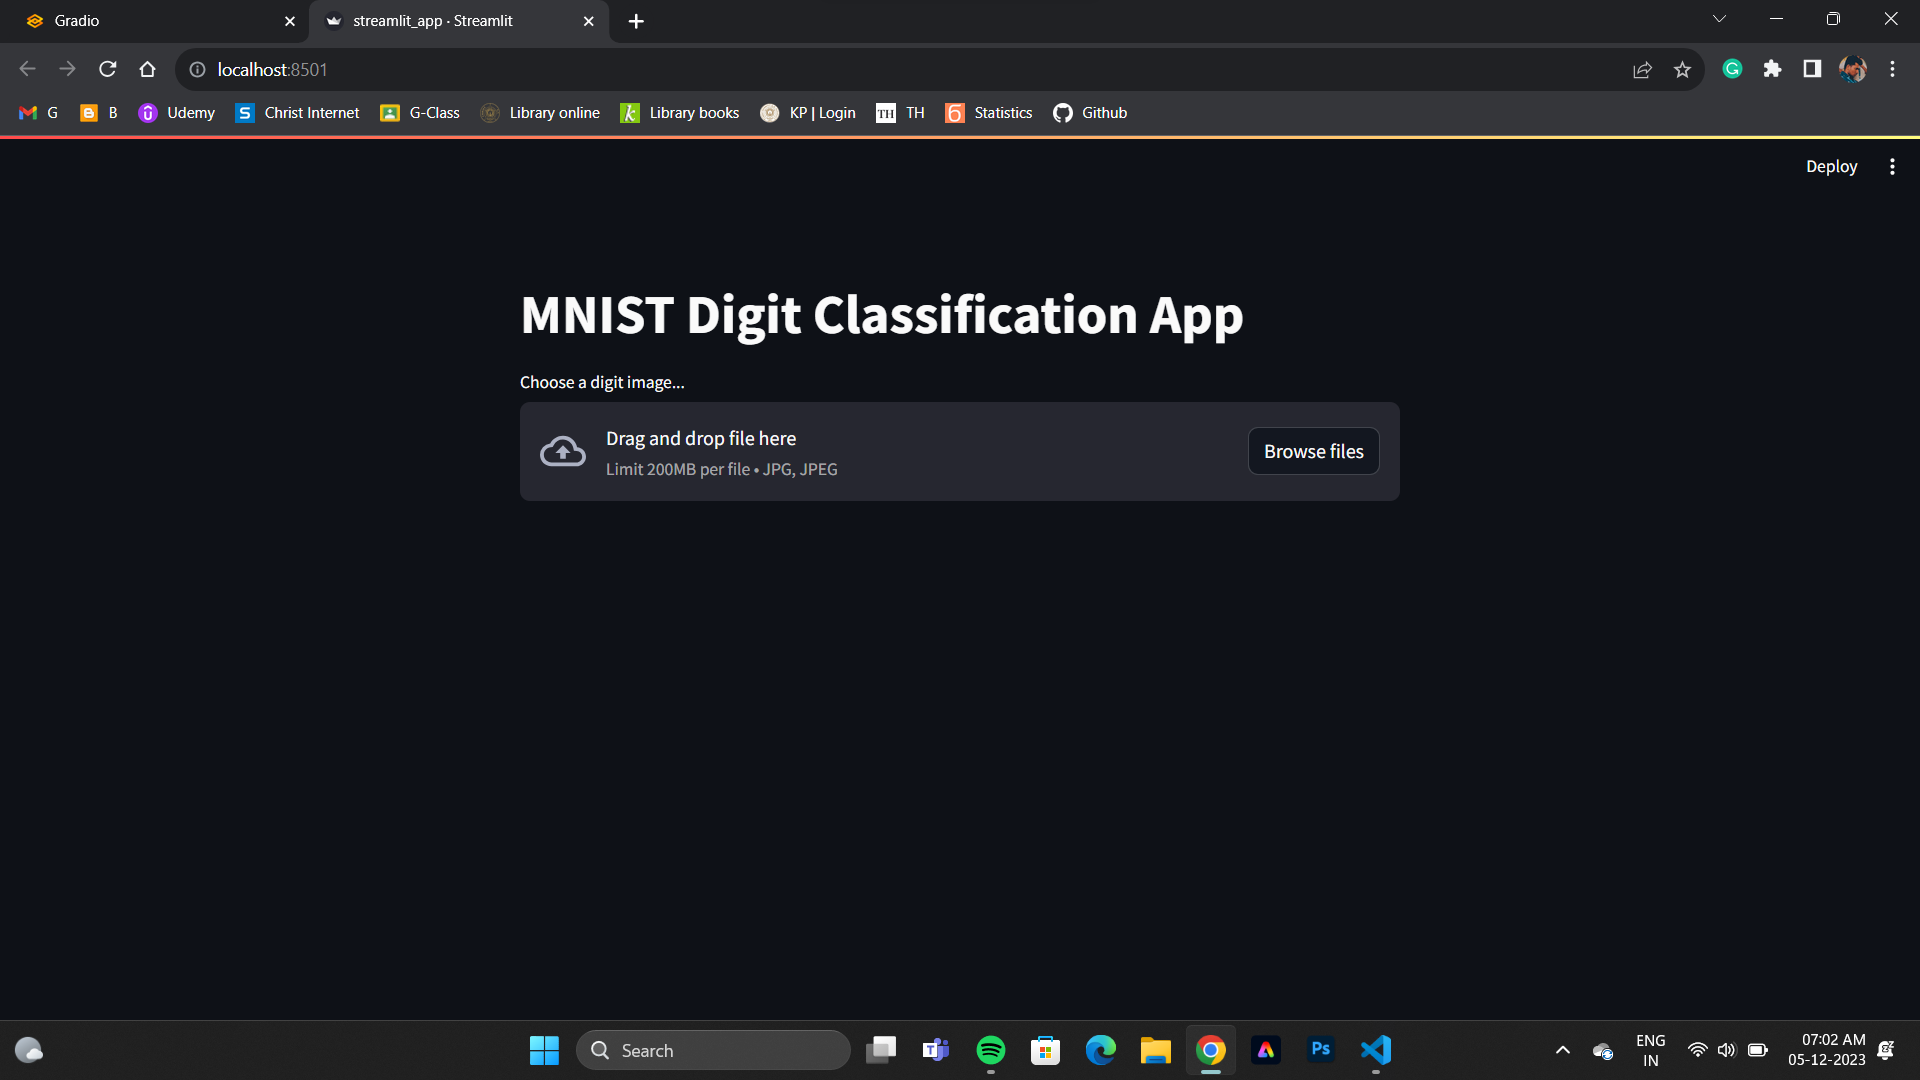 Gradio
streamlit_app · Streamlit
localhost:8501
G B Udemy Christ Internet G-Class Library online Library books KP | Login TH TH Statistics Github
Deploy
MNIST Digit Classification App
Choose a digit image...
Drag and drop file here
Limit 200MB per file • JPG, JPEG
Browse files
Search
Ps
ENG
IN
07:02 AM
05-12-2023